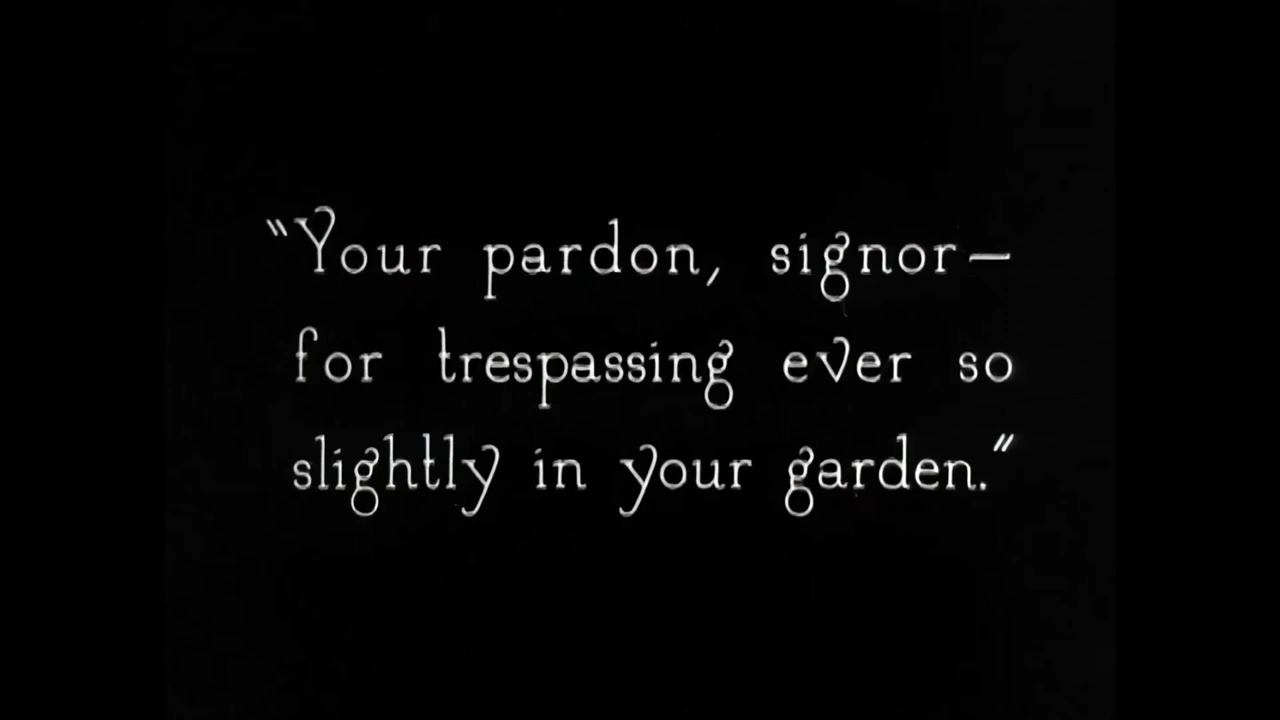 "Your pardon, signor—
for trespassing ever so
slightly in your garden."